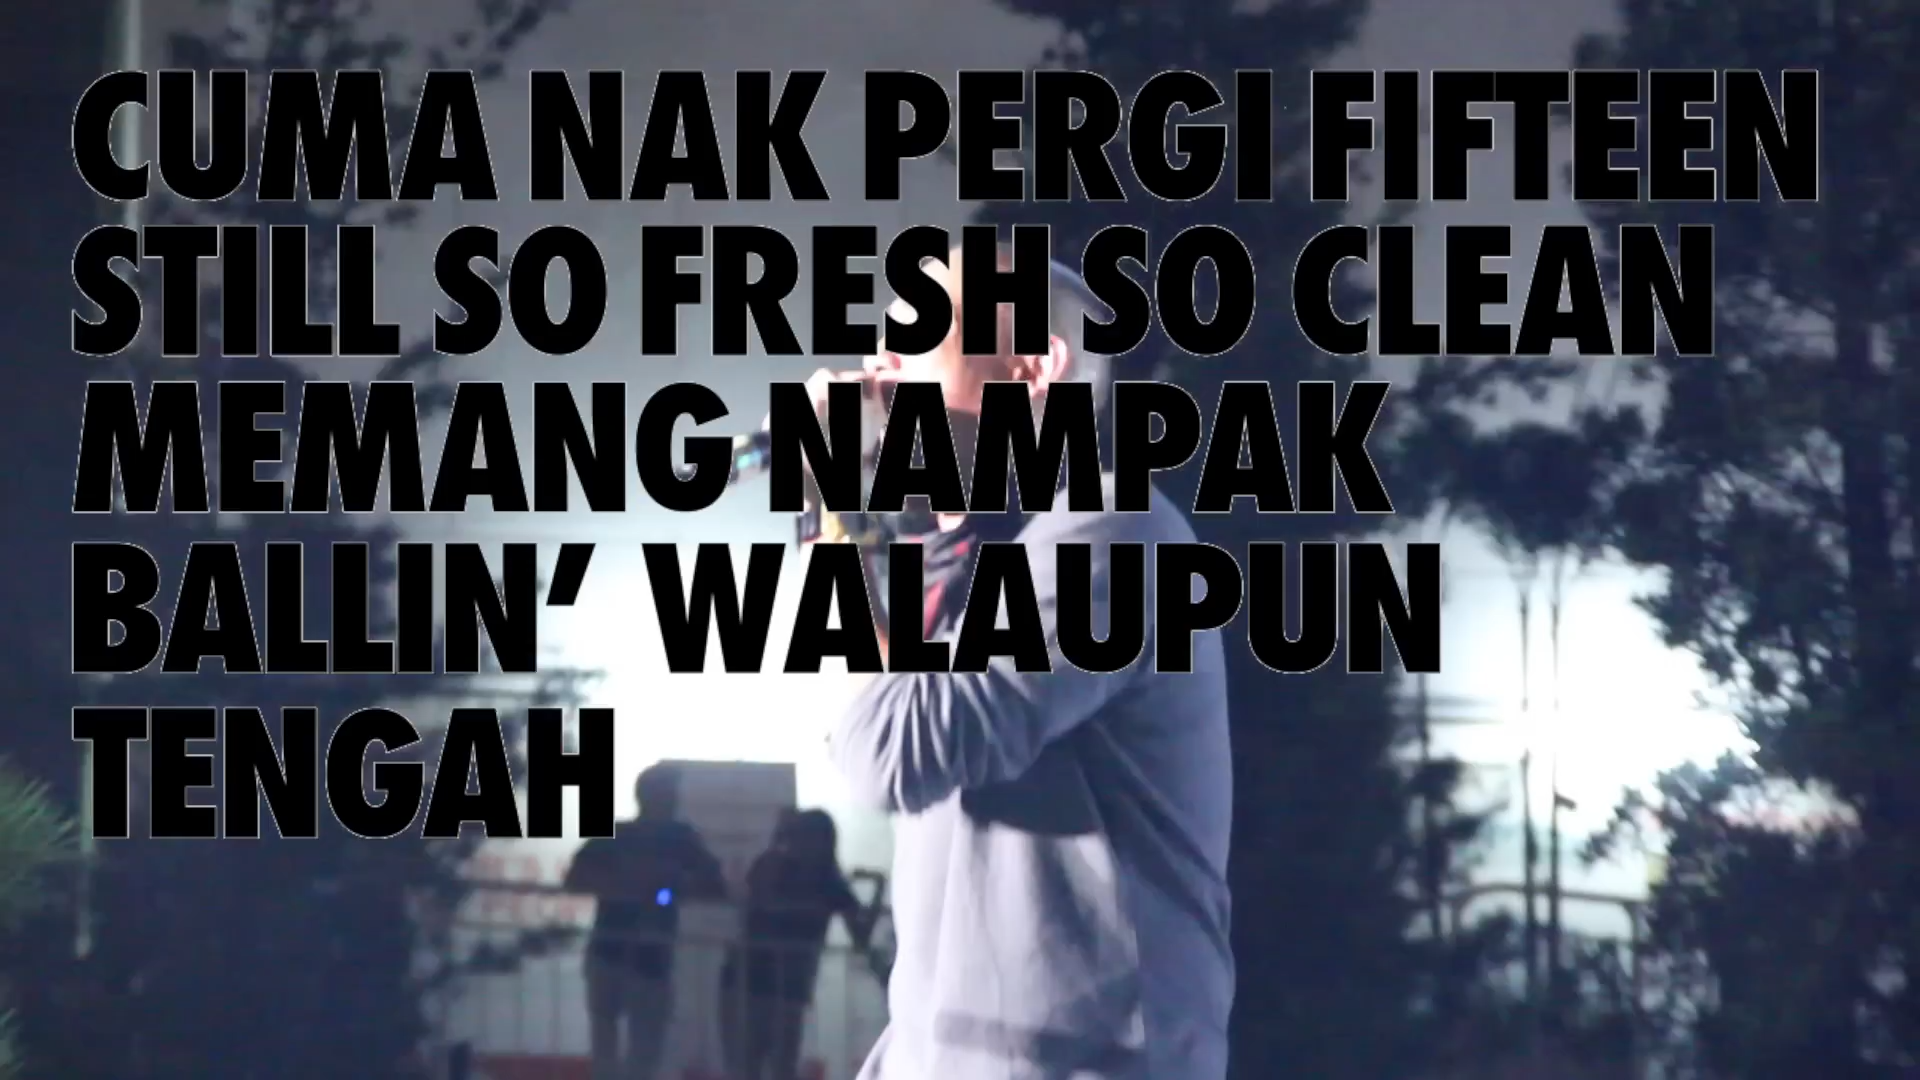 CUMA NAK PERGI FIFTEEN
STILL SO FRESH SO CLEAN
MEMANG NAMPAK
BALLIN’ WALAUPUN
TENGAH